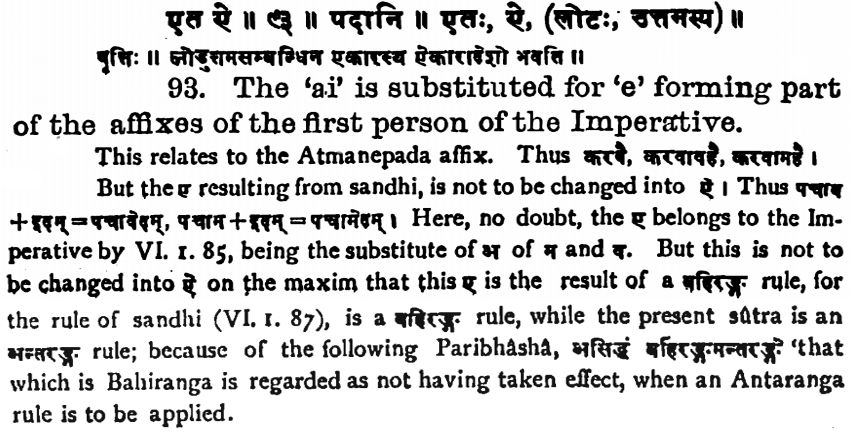 एत ऐ ॥ ९३ ॥ पदानि ॥ एतः, ऐ, (लोटः, उत्तमस्य) ॥
वृत्तिः ॥ लोडुत्तमसम्बन्धिन एकारस्य ऐकारादेशो भवति ॥
93. The ‘ai’ is substituted for ‘e’ forming part
of the affixes of the first person of the Imperative.
This relates to the Atmanepada affix. Thus करवै, करवावहै, करवामहै ।
But the ए resulting from sandhi, is not to be changed into ऐ । Thus पचाव
+इदम्=पचावेदम्, पचाम+इदम्=पचामेदम् । Here, no doubt, the ए belongs to the Im-
perative by VI. 1. 85, being the substitute of अ of म and व. But this is not to
be changed into ऐ on the maxim that this ए is the result of a बहिरङ्गः rule, for
the rule of sandhi (VI. 1. 87), is a बहिरङ्गः rule, while the present sûtra is an
अन्तरङ्गः rule; because of the following Paribhâshâ, असिद्धं बहिरङ्गमन्तरङ्गे ‘that
which is Bahiranga is regarded as not having taken effect, when an Antaranga
rule is to be applied.